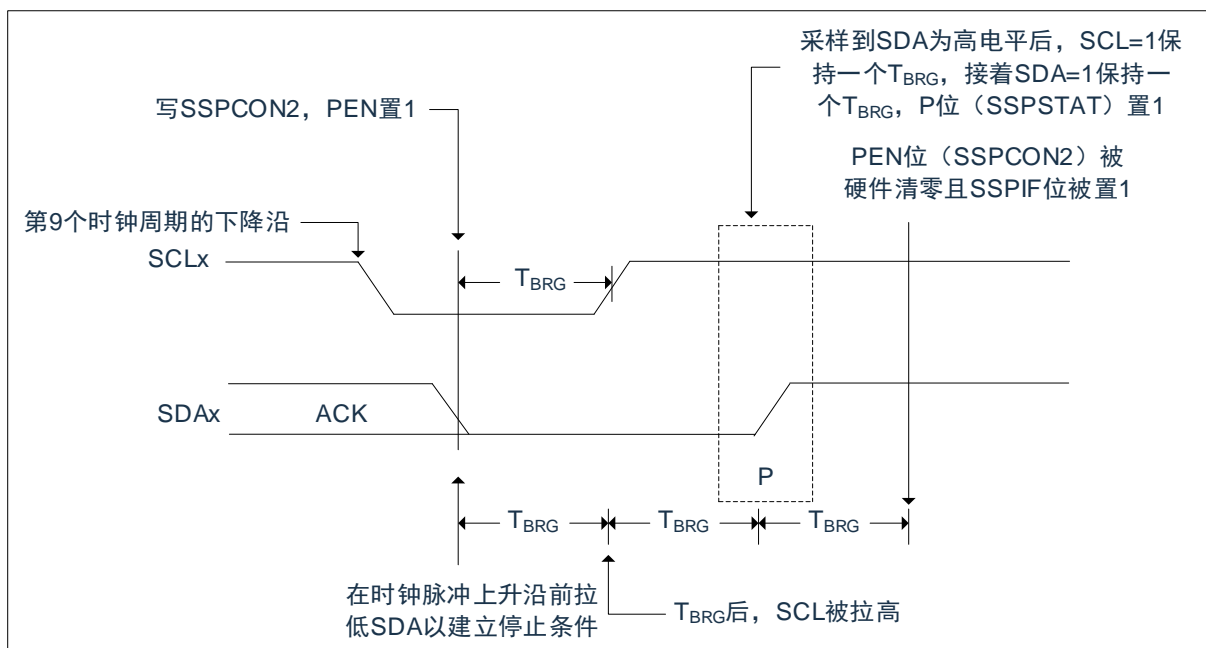 采样到SDA为高电平后，SCL=1保
持一个TBRG，接着SDA=1保持一
个TBRG，P位（SSPSTAT）置1
写SSPCON2，PEN置1
PEN位（SSPCON2）被
硬件清零且SSPIF位被置1
第9个时钟周期的下降沿
SCLx
TBRG
SDAx
ACK
P
TBRG
TBRG
TBRG
在时钟脉冲上升沿前拉
低SDA以建立停止条件
TBRG后，SCL被拉高